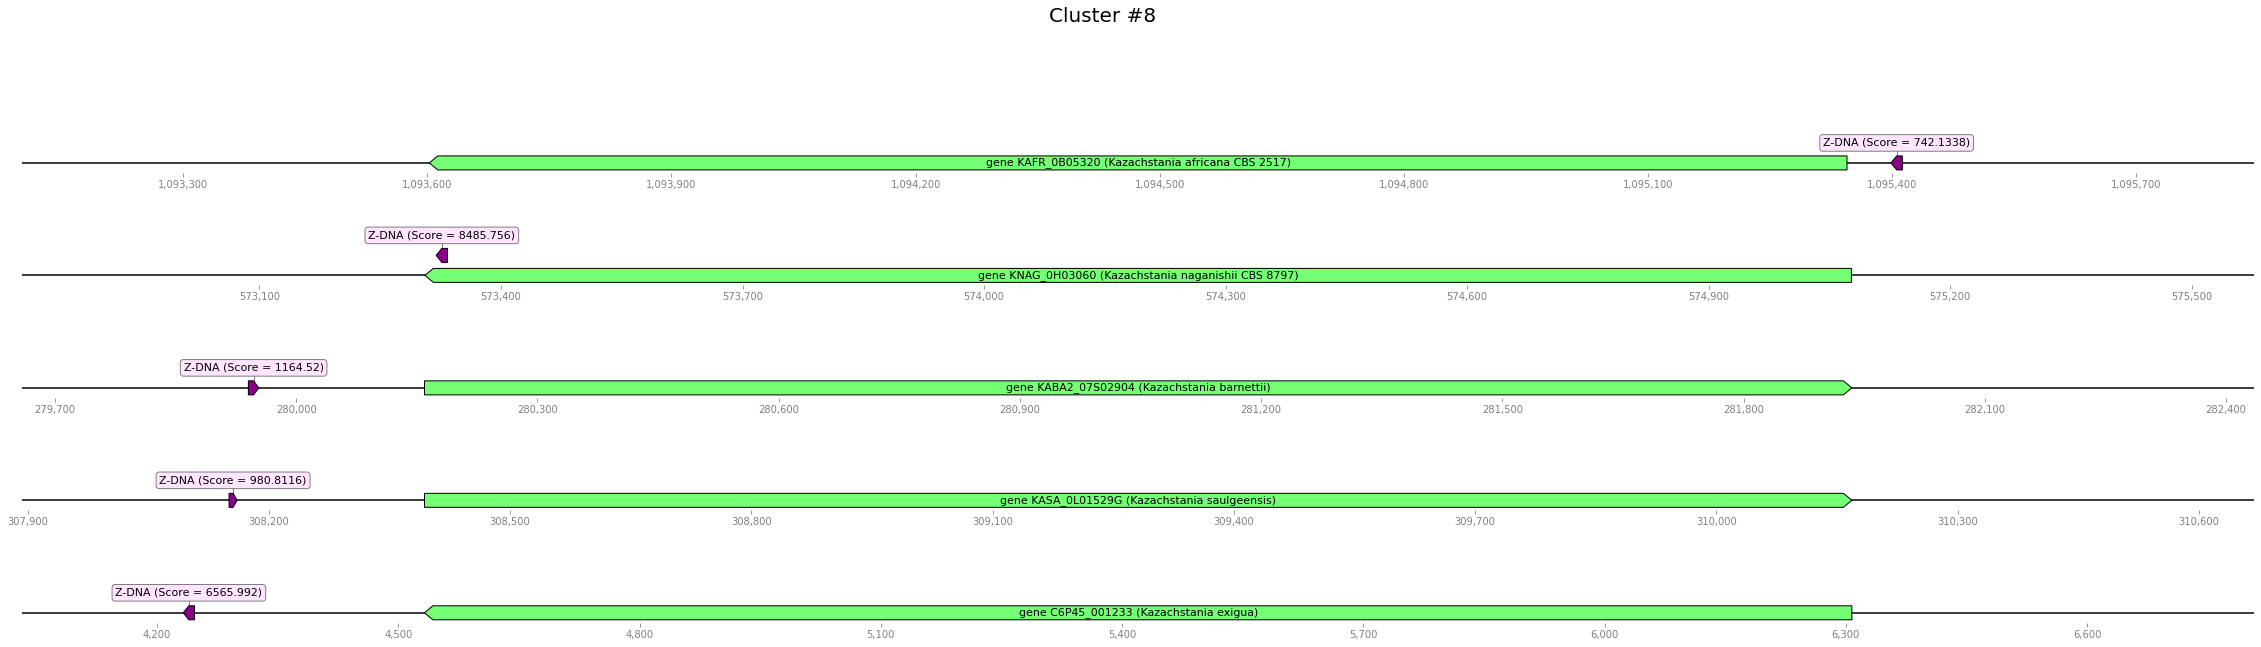 Cluster #8
Z-DNA (Score = 742.1338)
gene KAFR_0B05320 (Kazachstania africana CBS 2517)
1,093,300 1,093,600 1,093,900 1,094,200 1,094,500 1,094,800 1,095,100 1,095,400 1,095,700
Z-DNA (Score = 8485.756)
gene KNAG_0H03060 (Kazachstania naganishii CBS 8797)
573,100 573,400 573,700 574,000 574,300 574,600 574,900 575,200 575,500
Z-DNA (Score = 1164.52)
gene KABA2_07S02904 (Kazachstania barnettii)
279,700 280,000 280,300 280,600 280,900 281,200 281,500 281,800 282,100 282,400
Z-DNA (Score = 980.8116)
gene KASA_0L01529G (Kazachstania saulgeensis)
307,900 308,200 308,500 308,800 309,100 309,400 309,700 310,000 310,300 310,600
Z-DNA (Score = 6565.992)
gene C6P45_001233 (Kazachstania exigua)
4,200 4,500 4,800 5,100 5,400 5,700 6,000 6,300 6,600